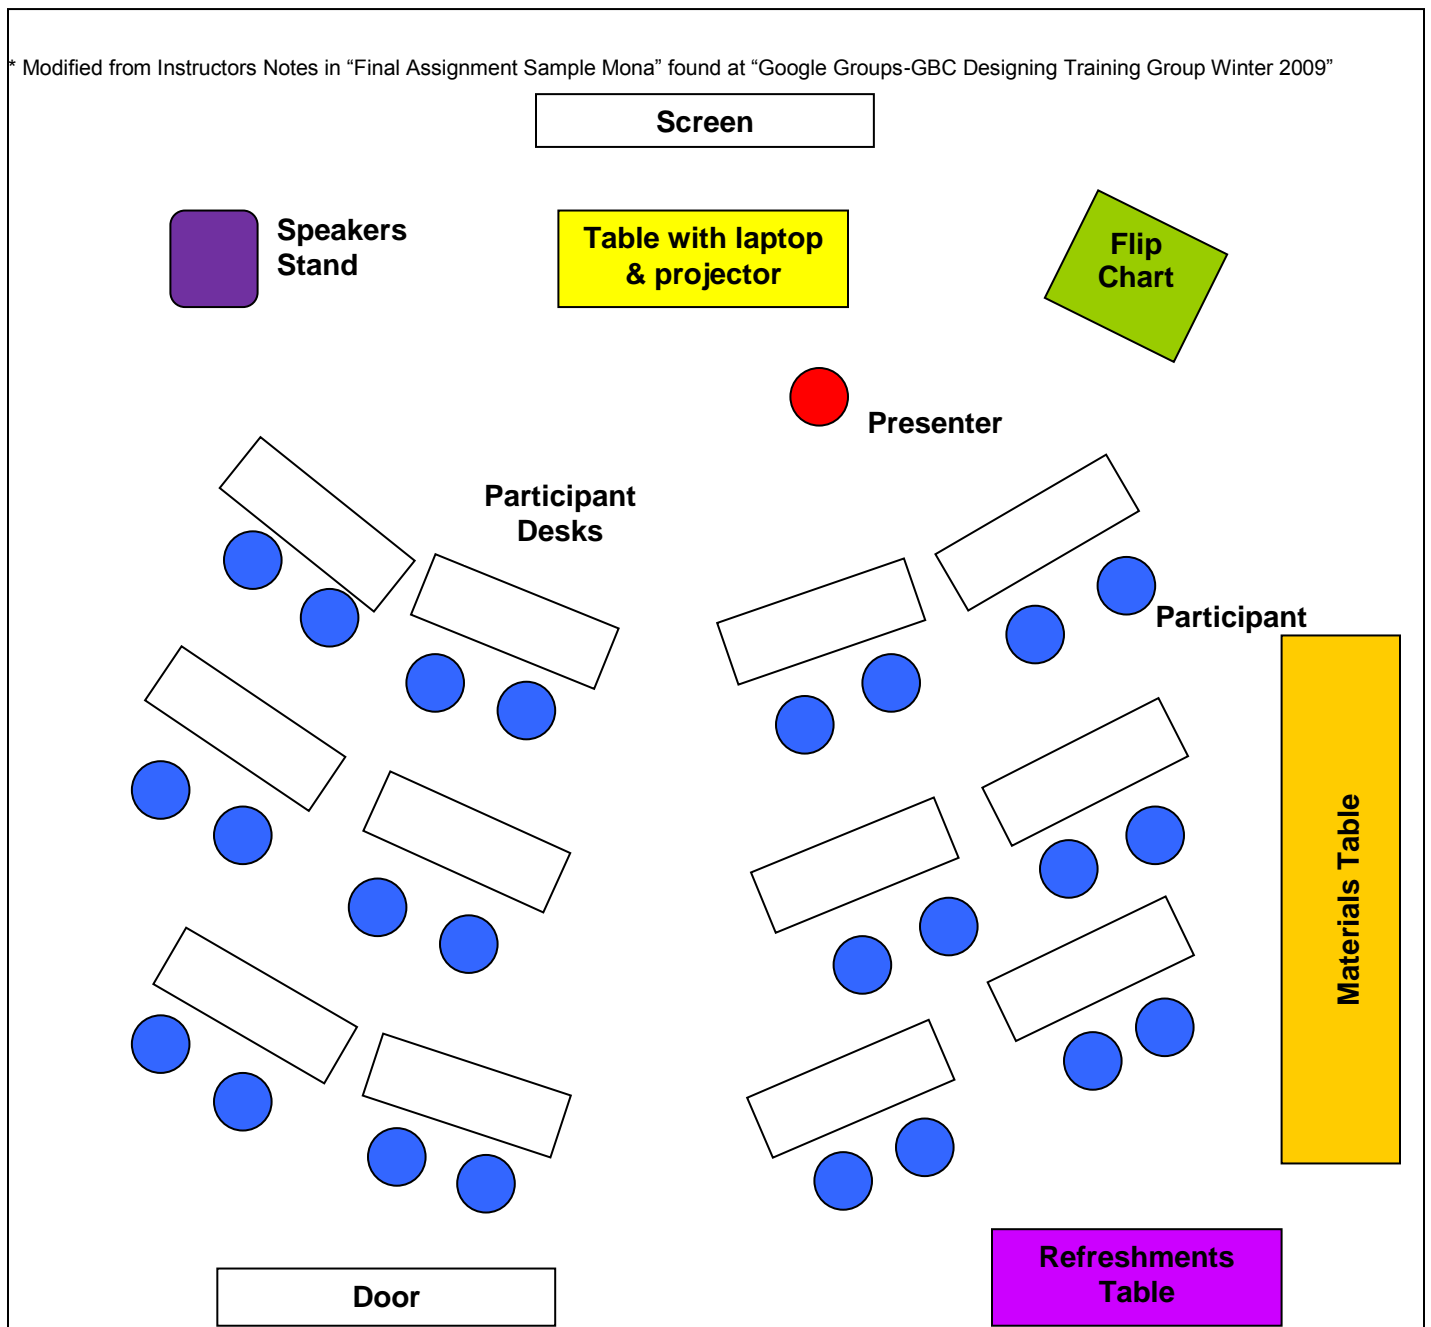 * Modified from Instructors Notes in “Final Assignment Sample Mona” found at “Google Groups-GBC Designing Training Group Winter 2009”
Screen
Speakers
Stand
Table with laptop
& projector
Flip
Chart
Presenter
Participant
Desks
Participant
Materials Table
Refreshments
Table
Door